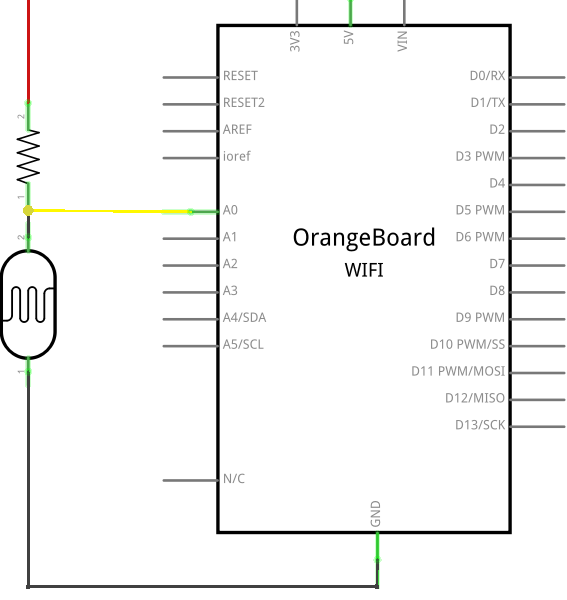 3V3
5V
VIN
RESET
D0/RX
RESET2
D1/TX
AREF
D2
ioref
D3 PWM
D4
A0
D5 PWM
A1
D6 PWM
OrangeBoard
WIFI
A2
D7
A3
D8
A4/SDA
D9 PWM
A5/SCL
D10 PWM/SS
D11 PWM/MOSI
D12/MISO
D13/SCK
N/C
GND
2
1
2
1